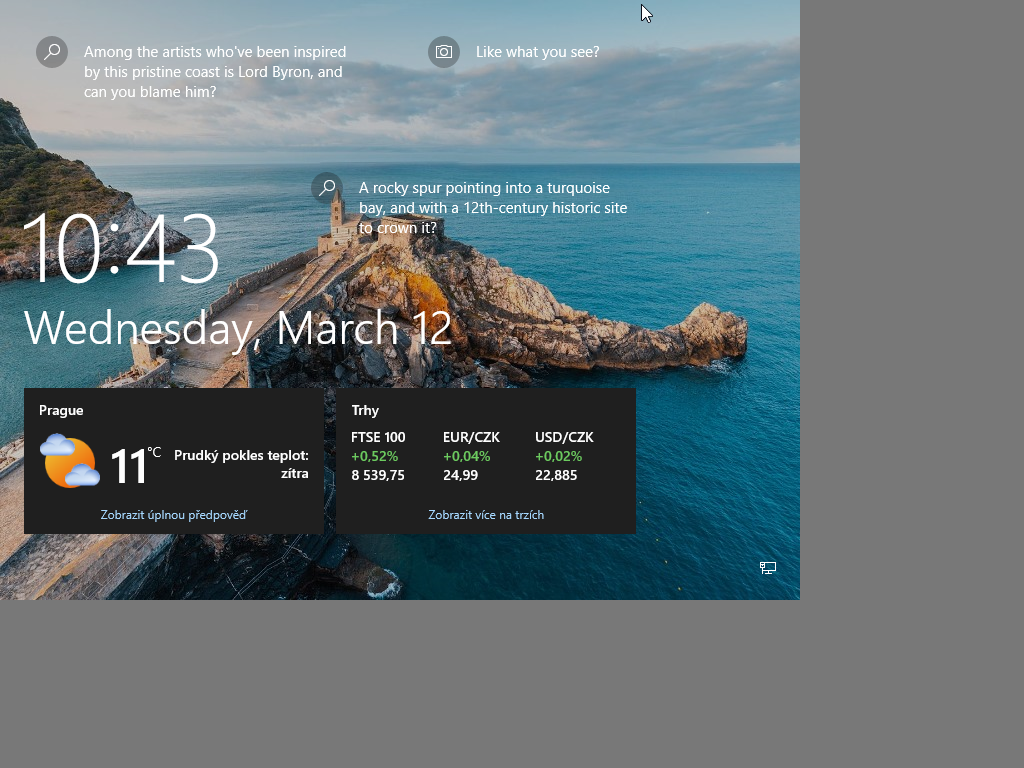 Among the artists who've been inspired
by this pristine coast is Lord Byron, and
can you blame him?
Like what you see?
A rocky spur pointing into a turquoise
bay, and with a 12th-century historic site
to crown it?
10:43
Wednesday, March 12
Prague
11°C
Prudký pokles teplot:
zítra
Zobrazit úplnou předpověď
Trhy
FTSE 100 EUR/CZK USD/CZK
+0,52% +0,04% +0,02%
8 539,75 24,99 22,885
Zobrazit více na trzích